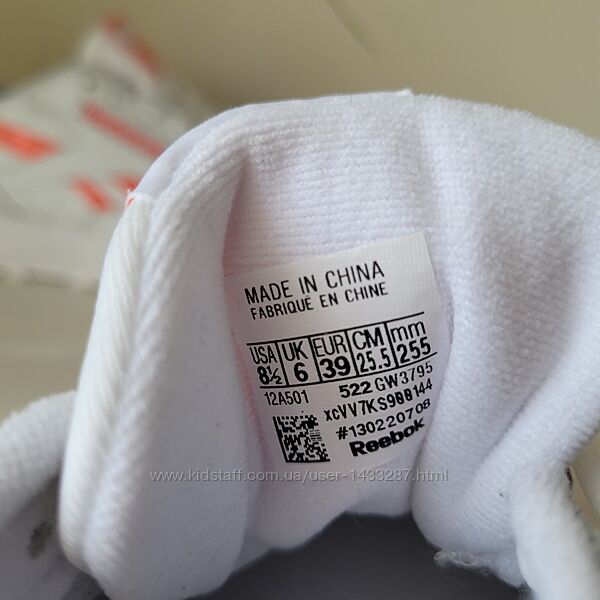 MADE IN CHINA
FABRIQUÉ EN CHINE
USA UK EUR CM mm
8½ 6 39 25.5 255
12A501 522 GW3795
xcVV7KS900144
#130220708
Reebok
www.kidstaff.com.ua/user-1433287.html